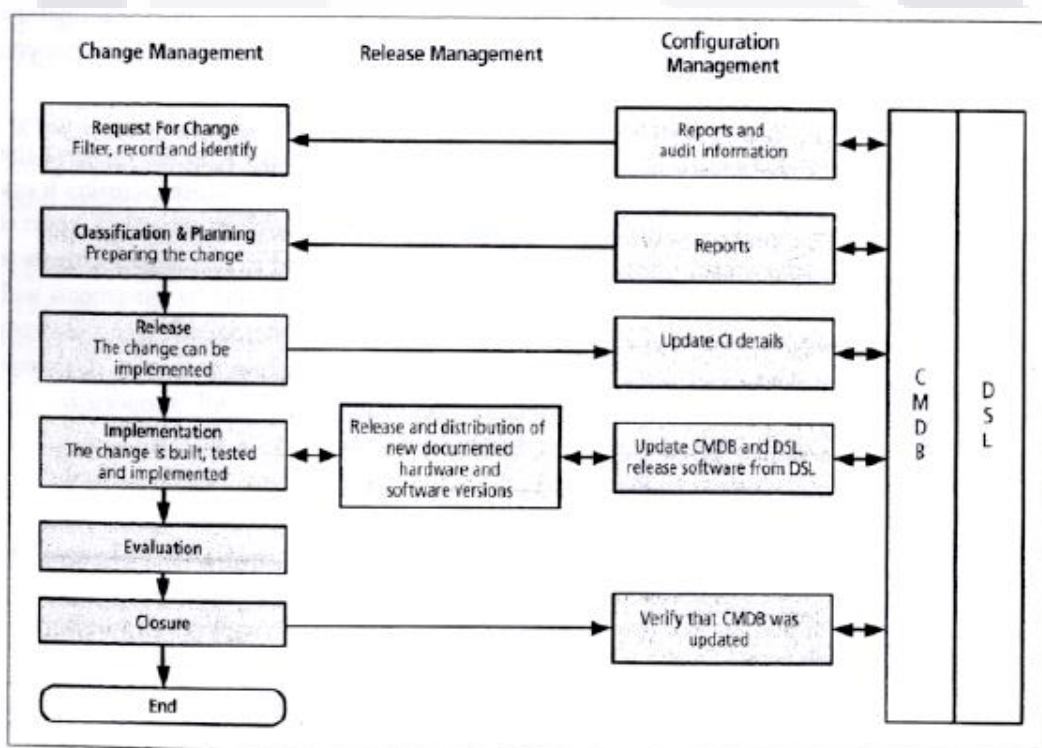 Change Management
Release Management
Configuration
Management
Request For Change
Filter, record and identify
Reports and
audit information
Classification & Planning
Preparing the change
Reports
Release
The change can be
implemented
Update CI details
Implementation
The change is built, tested
and implemented
Release and distribution of
new documented
hardware and
software versions
Update CMDB and DSL,
release software from DSL
Evaluation
Closure
Verify that CMDB was
updated
End
C
M
D
B
D
S
L